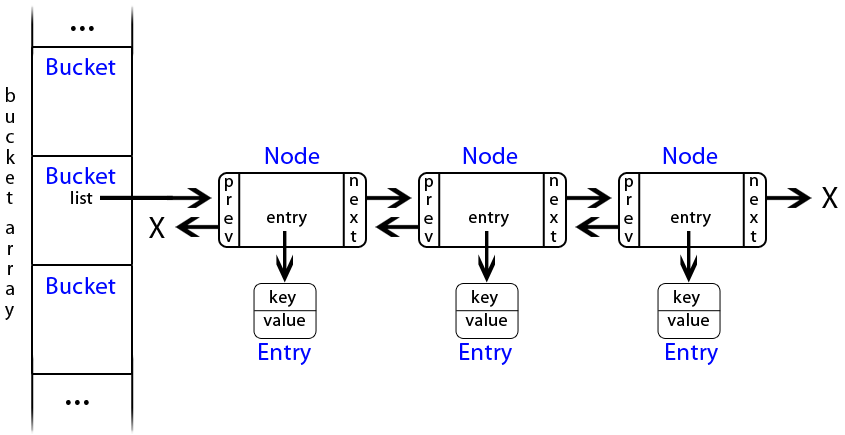 ...
Bucket
bucket array
Bucket
list
Bucket
...
X
Node
prev
entry
next
key
value
Entry
Node
prev
entry
next
key
value
Entry
Node
prev
entry
next
key
value
Entry
X